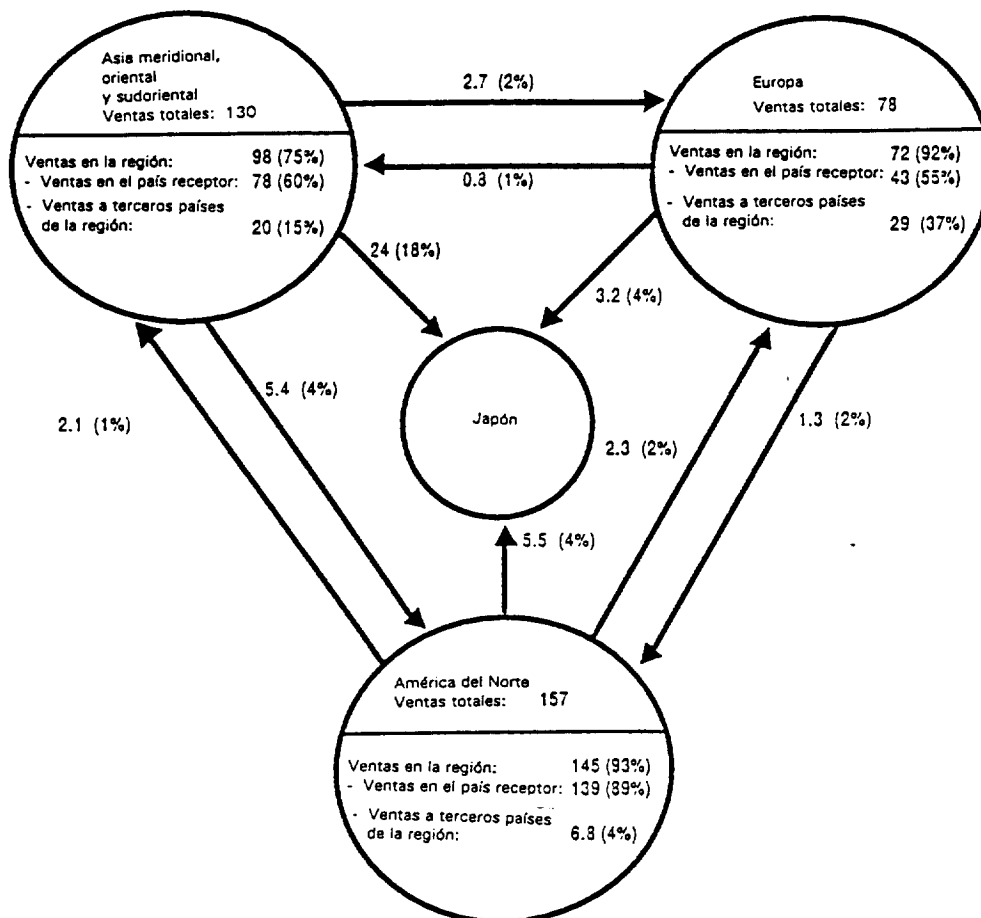 Asia meridional,
oriental
y sudoriental
Ventas totales: 130
Ventas en la región: 98 (75%)
- Ventas en el país receptor: 78 (60%)
- Ventas a terceros países
de la región: 20 (15%)
2.7 (2%)
0.8 (1%)
Europa
Ventas totales: 78
Ventas en la región: 72 (92%)
- Ventas en el país receptor: 43 (55%)
- Ventas a terceros países
de la región: 29 (37%)
24 (18%)
3.2 (4%)
2.1 (1%)
5.4 (4%)
Japón
2.3 (2%)
1.3 (2%)
5.5 (4%)
América del Norte
Ventas totales: 157
Ventas en la región: 145 (93%)
- Ventas en el país receptor: 139 (89%)
- Ventas a terceros países
de la región: 6.8 (4%)